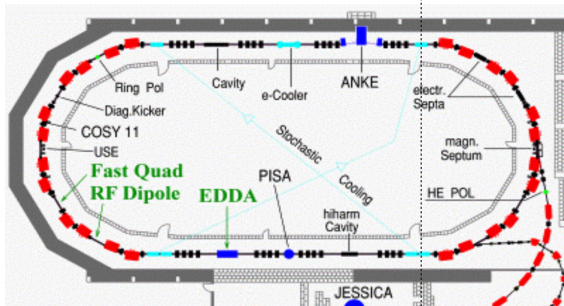 Ring Pol
Cavity
e-Cooler
ANKE
electr.
Septa
Diag.Kicker
COSY 11
USE
Stochastic
Cooling
magn.
Septum
Fast Quad
RF Dipole
EDDA
PISA
HE POL
hiharm
Cavity
JESSICA